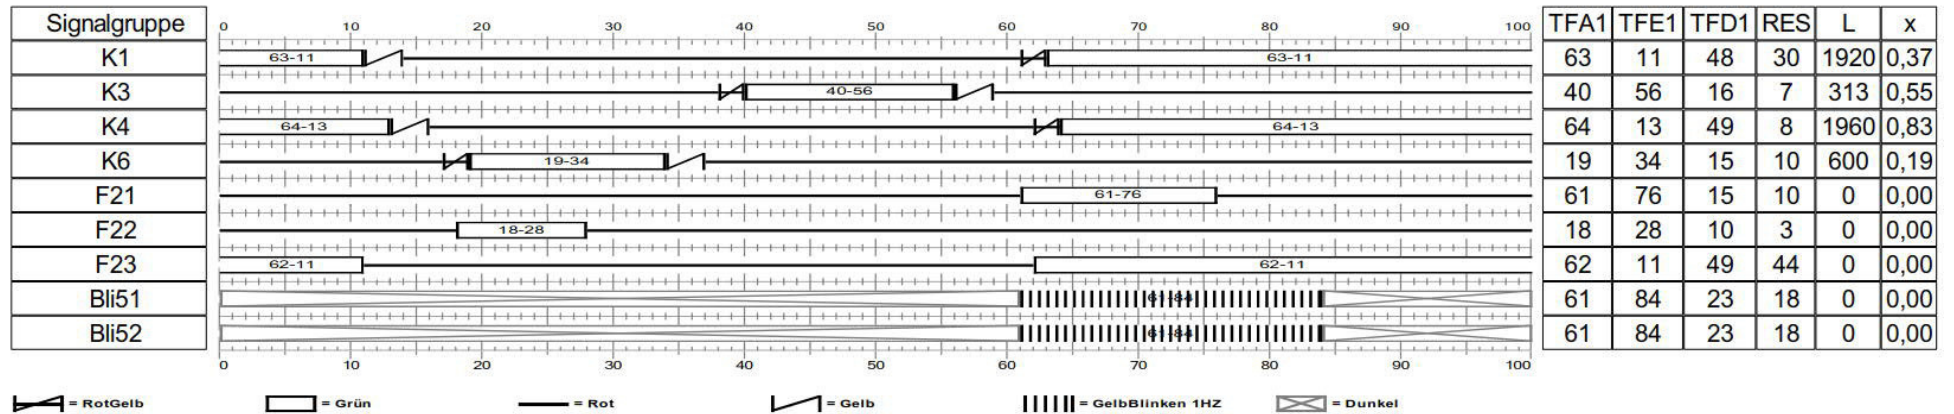 Signalgruppe 0 10 20 30 40 50 60 70 80 90 100 TFA1 TFE1 TFD1 RES L x
K1 63-11 63-11 63 11 48 30 1920 0,37
K3 40-56 40 56 16 7 313 0,55
K4 64-13 64-13 64 13 49 8 1960 0,83
K6 19-34 19 34 15 10 600 0,19
F21 61-76 61 76 15 10 0 0,00
F22 18-28 18 28 10 3 0 0,00
F23 62-11 62-11 62 11 49 44 0 0,00
Bli51 61-84 61 84 23 18 0 0,00
Bli52 61-84 61 84 23 18 0 0,00
0 10 20 30 40 50 60 70 80 90 100
= RotGelb = Grün = Rot = Gelb = GelbBlinken 1HZ = Dunkel